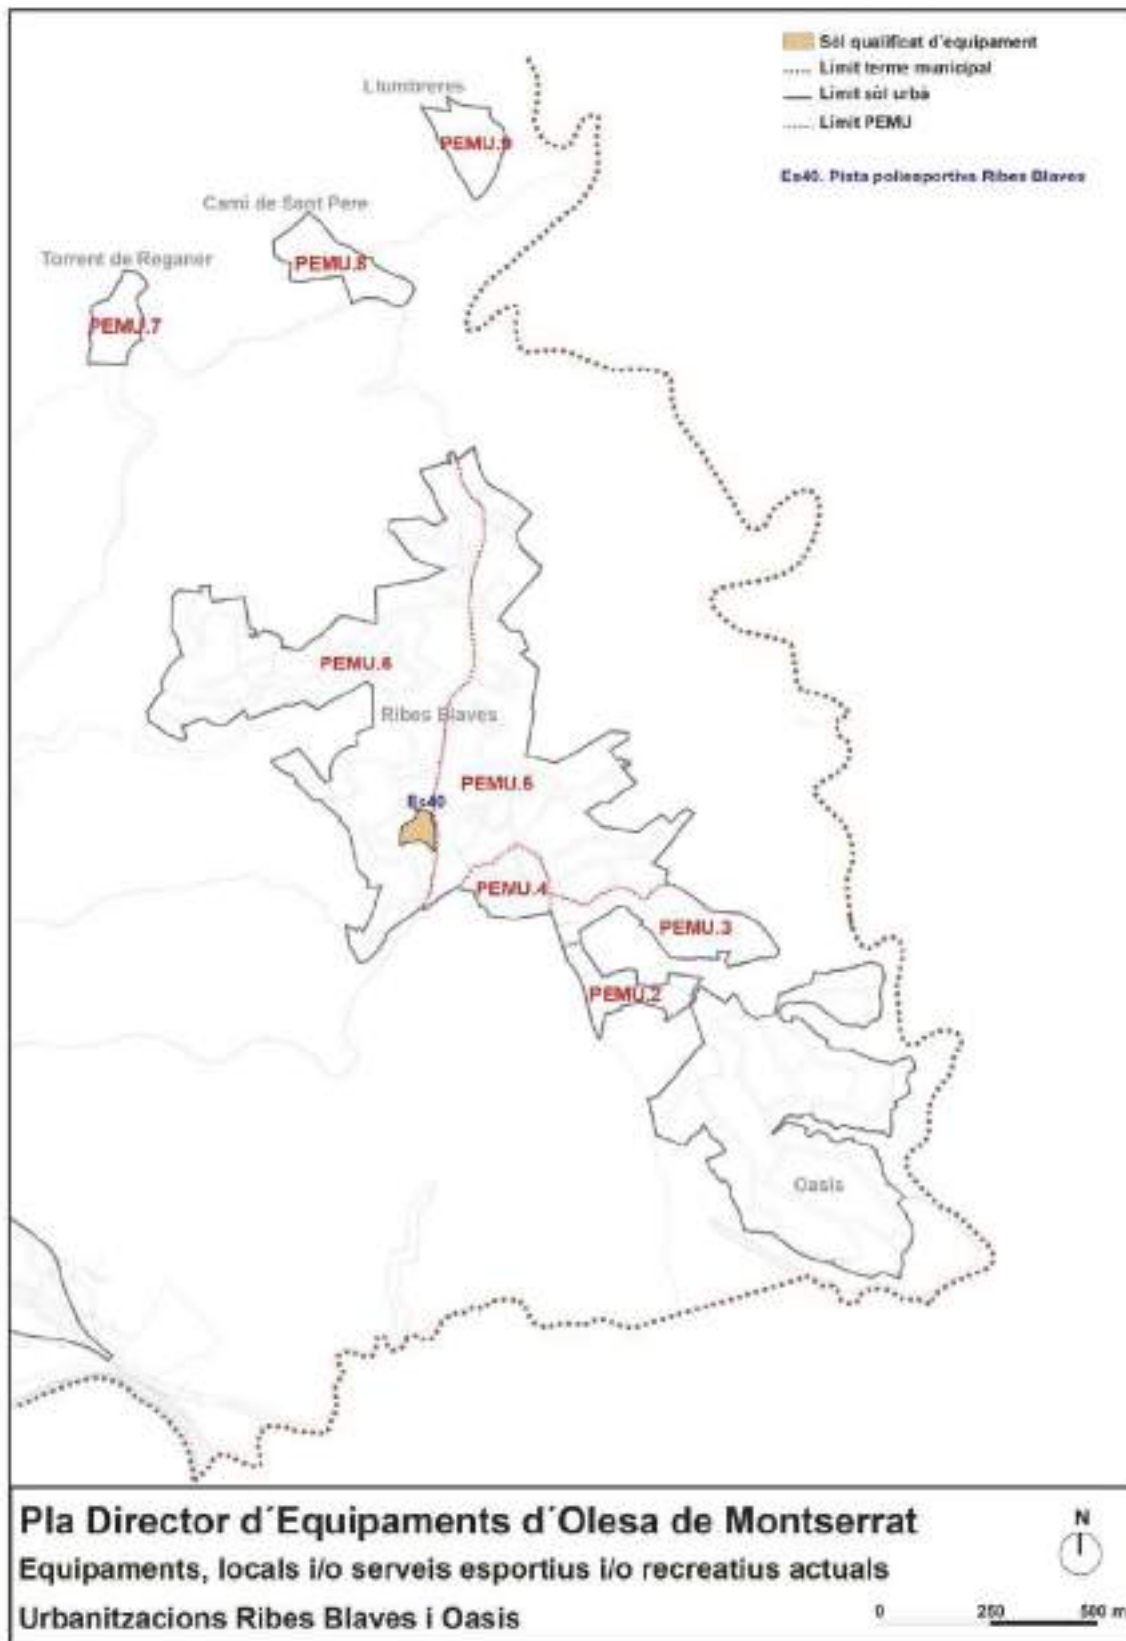 Sòl qualificat d'equipament
Límit terme municipal
Límit sòl urbà
Límit PEMU
Es40. Pista poliesportiva Ribes Blaves
Llumbreres
PEMU.9
Camí de Sant Pere
PEMU.8
Torrent de Reganer
PEMU.7
PEMU.6
Ribes Blaves
PEMU.5
Es40
PEMU.4
PEMU.3
PEMU.2
Oasis
Pla Director d´Equipaments d´Olesa de Montserrat
Equipaments, locals i/o serveis esportius i/o recreatius actuals
Urbanitzacions Ribes Blaves i Oasis
N
0 250 500 m